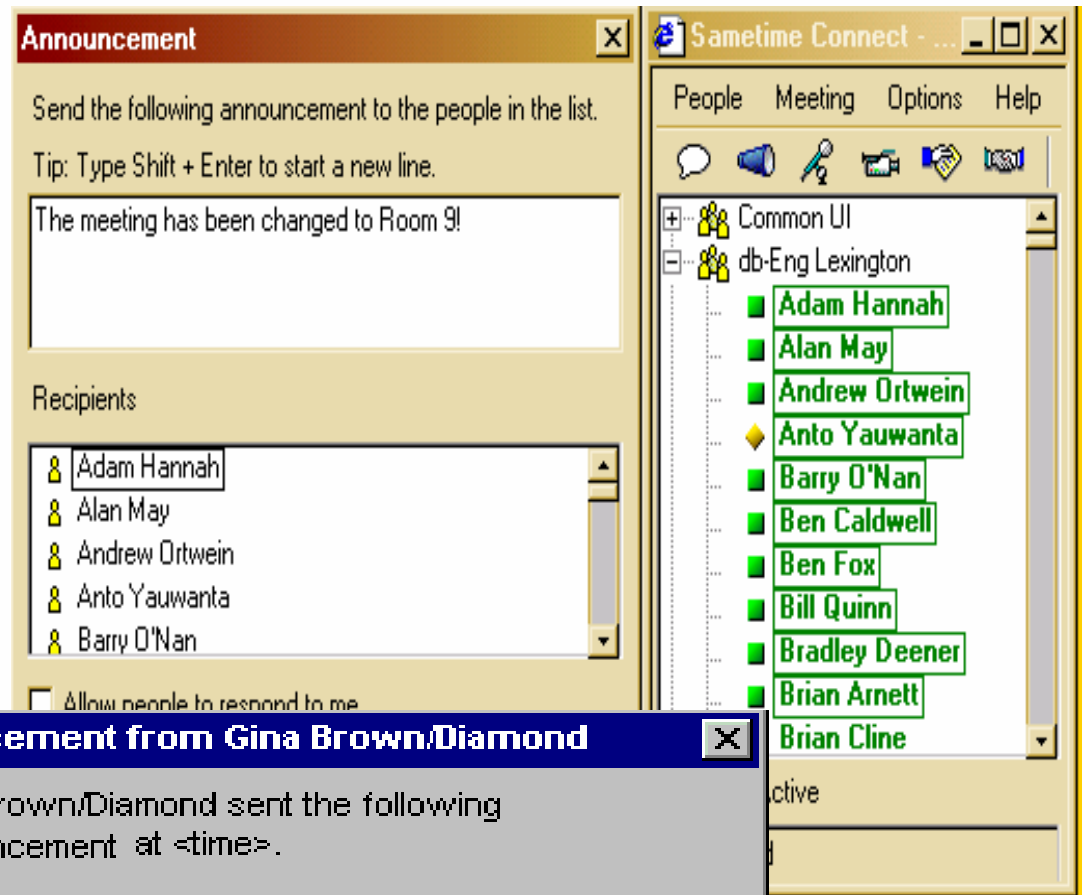 Announcement
Send the following announcement to the people in the list.
Tip: Type Shift + Enter to start a new line.
The meeting has been changed to Room 9!
Recipients
Adam Hannah
Alan May
Andrew Ortwein
Anto Yauwanta
Barry O'Nan
Allow people to respond to me
Sametime Connect - ...
People Meeting Options Help
Common UI
db-Eng Lexington
Adam Hannah
Alan May
Andrew Ortwein
Anto Yauwanta
Barry O'Nan
Ben Caldwell
Ben Fox
Bill Quinn
Bradley Deener
Brian Arnett
Brian Cline
ctive
cement from Gina Brown/Diamond
rown/Diamond sent the following
ncement at <time>.